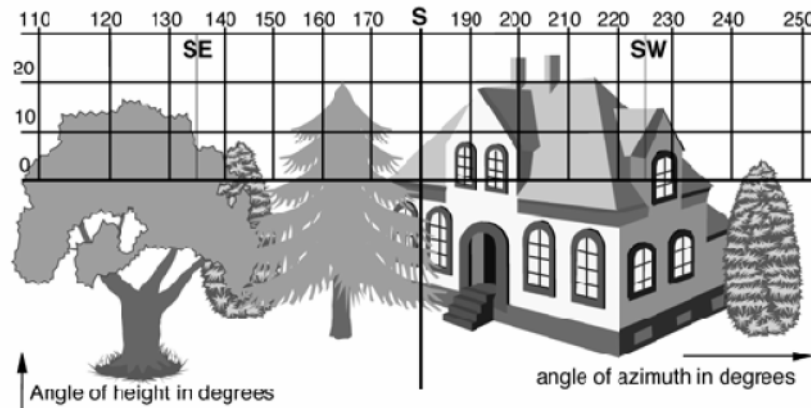 110 120 130 140 150 160 170 S 190 200 210 220 230 240 250
SE SW
20
10
0
Angle of height in degrees
angle of azimuth in degrees